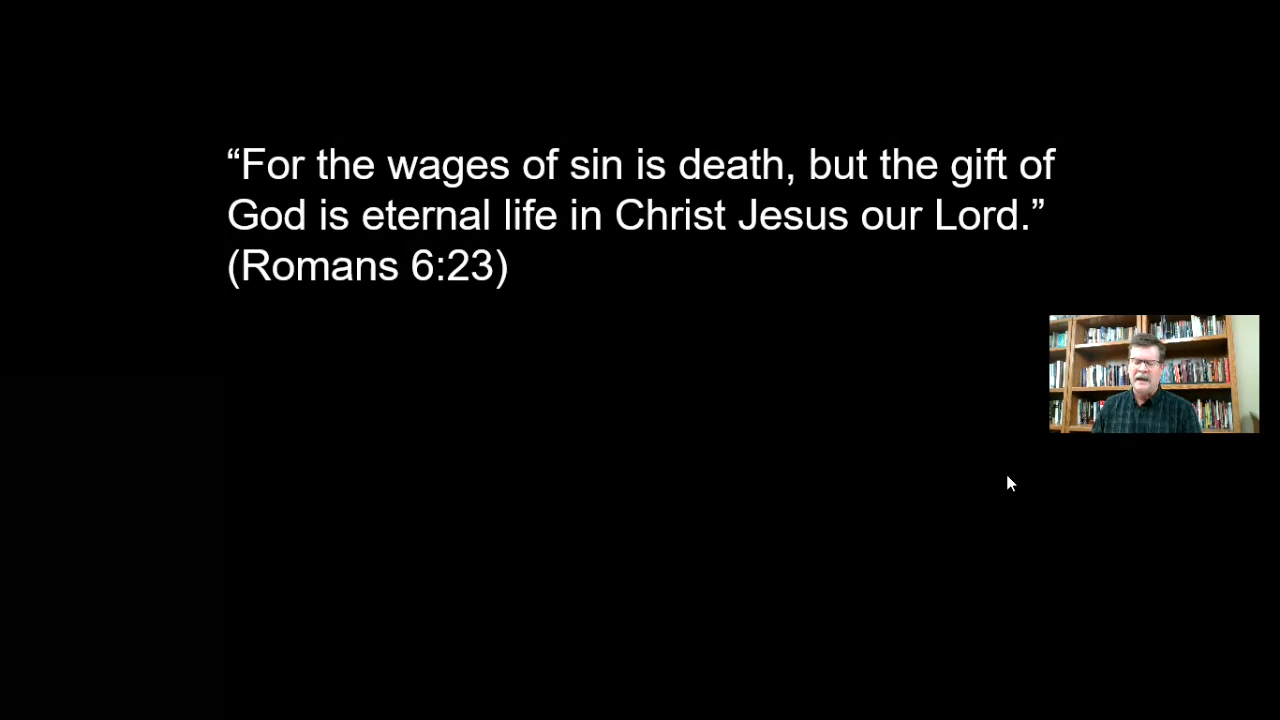 “For the wages of sin is death, but the gift of
God is eternal life in Christ Jesus our Lord.”
(Romans 6:23)